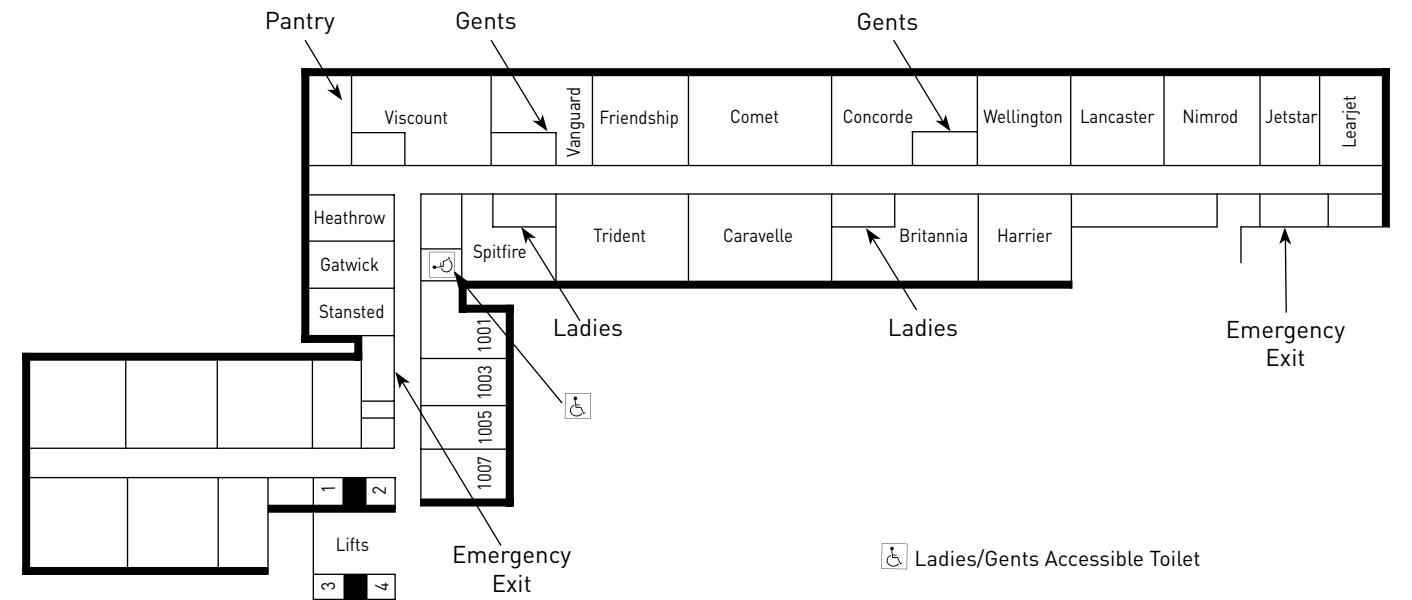 Pantry
Gents
Gents
Viscount
Vanguard
Friendship
Comet
Concorde
Wellington
Lancaster
Nimrod
Jetstar
Learjet
Heathrow
Gatwick
Stansted
Spitfire
Trident
Caravelle
Britannia
Harrier
Ladies
Ladies
Emergency
Exit
1001
1003
1005
1007
1
2
Lifts
3
4
Emergency
Exit
Ladies/Gents Accessible Toilet